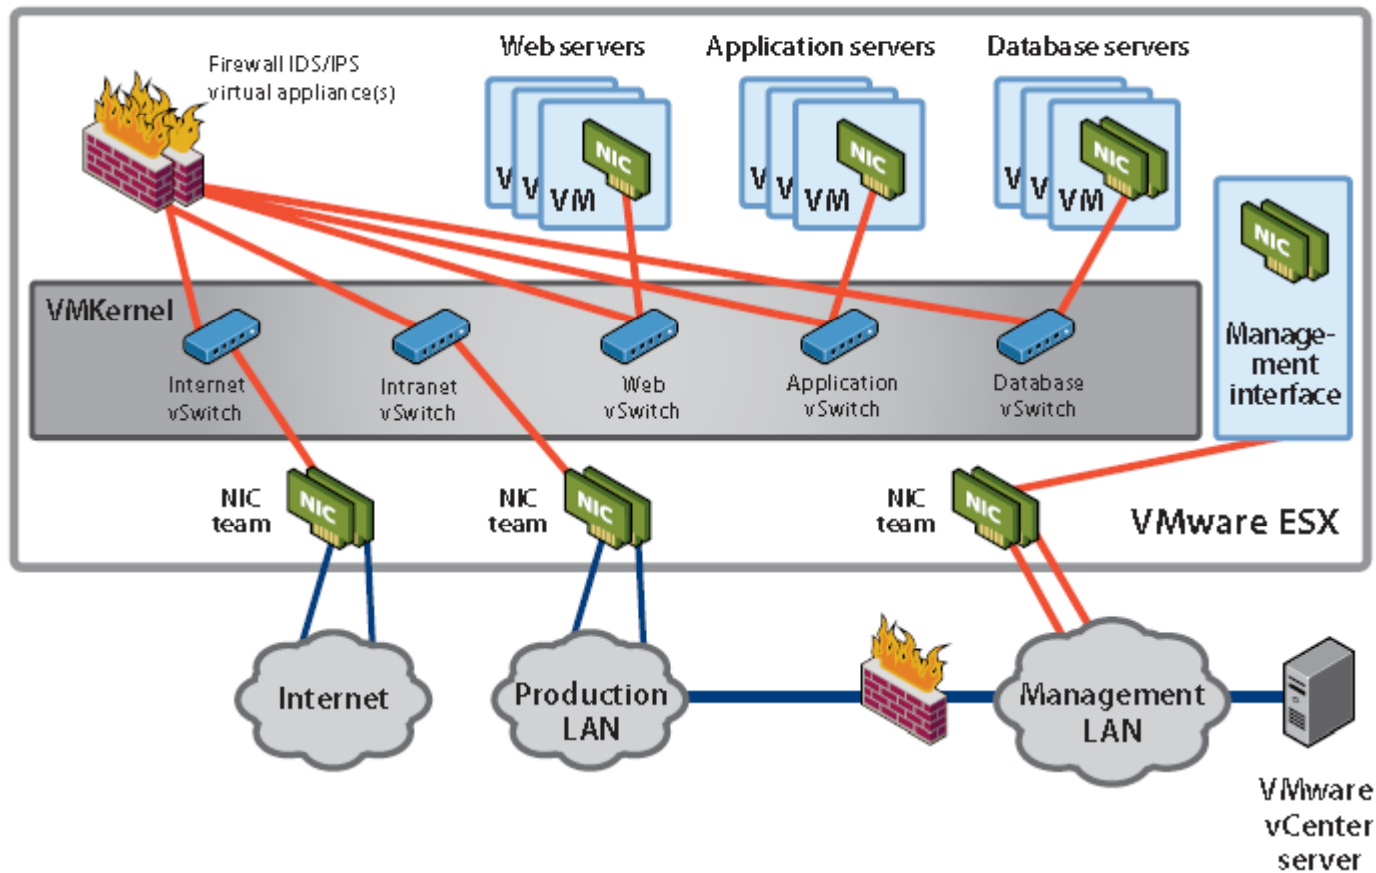 Firewall IDS/IPS
virtual appliance(s)
Web servers
Application servers
Database servers
NIC
V
V
VM
NIC
V
V
VM
NIC
V
V
VM
NIC
Manage-
ment
interface
VMKernel
Internet
vSwitch
Intranet
vSwitch
Web
vSwitch
Application
vSwitch
Database
vSwitch
NIC
team
NIC
NIC
team
NIC
NIC
team
NIC
VMware ESX
Internet
Production
LAN
Management
LAN
VMware
vCenter
server